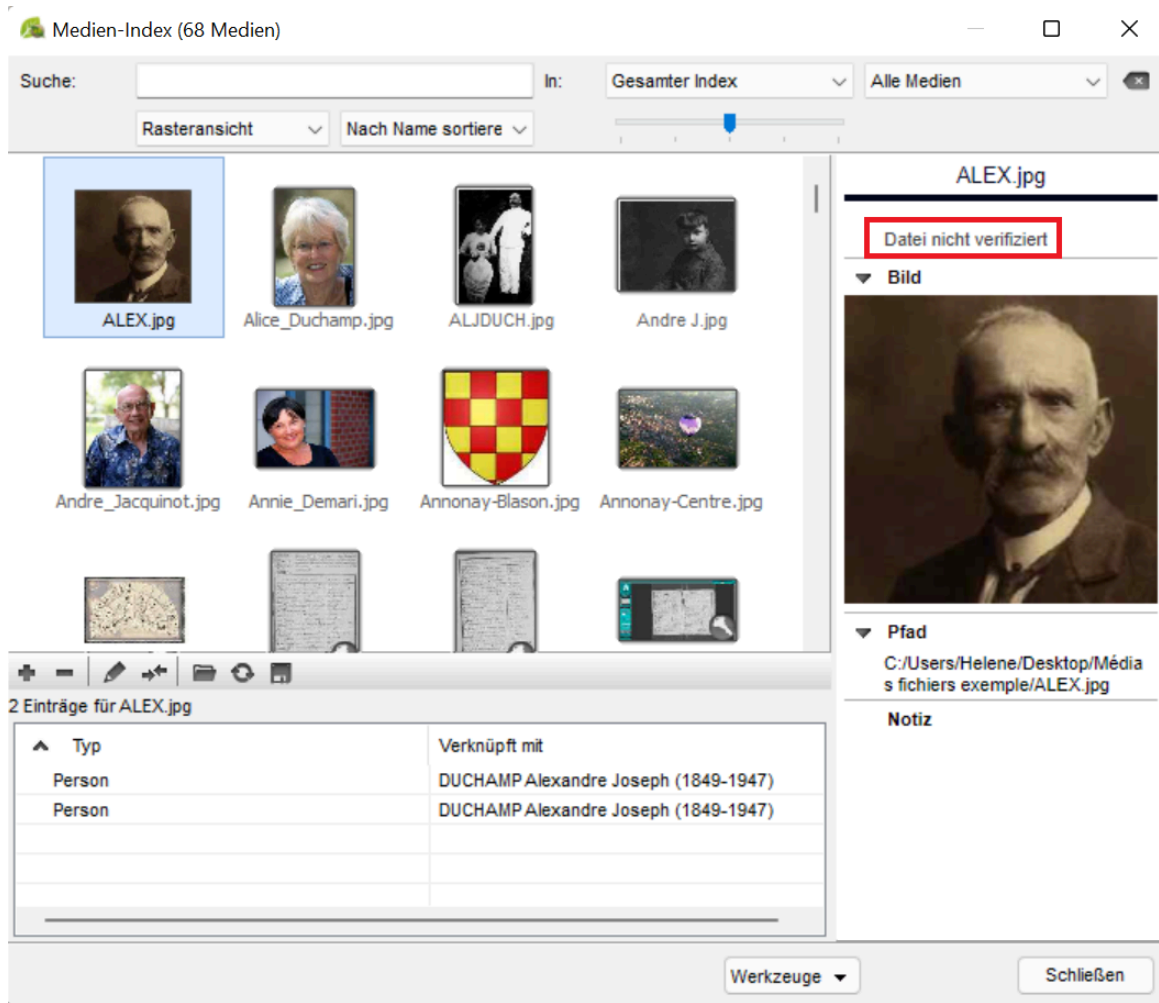 Medien-Index (68 Medien)
Suche:
In:
Gesamter Index
Alle Medien
Rasteransicht
Nach Name sortiere
ALEX.jpg
Alice_Duchamp.jpg
ALJDUCH.jpg
Andre J.jpg
Andre_Jacquinot.jpg
Annie_Demari.jpg
Annonay-Blason.jpg
Annonay-Centre.jpg
2 Einträge für ALEX.jpg
Typ
Verknüpft mit
Person
DUCHAMP Alexandre Joseph (1849-1947)
Person
DUCHAMP Alexandre Joseph (1849-1947)
ALEX.jpg
Datei nicht verifiziert
Bild
Pfad
C:/Users/Helene/Desktop/Média
s fichiers exemple/ALEX.jpg
Notiz
Werkzeuge
Schließen